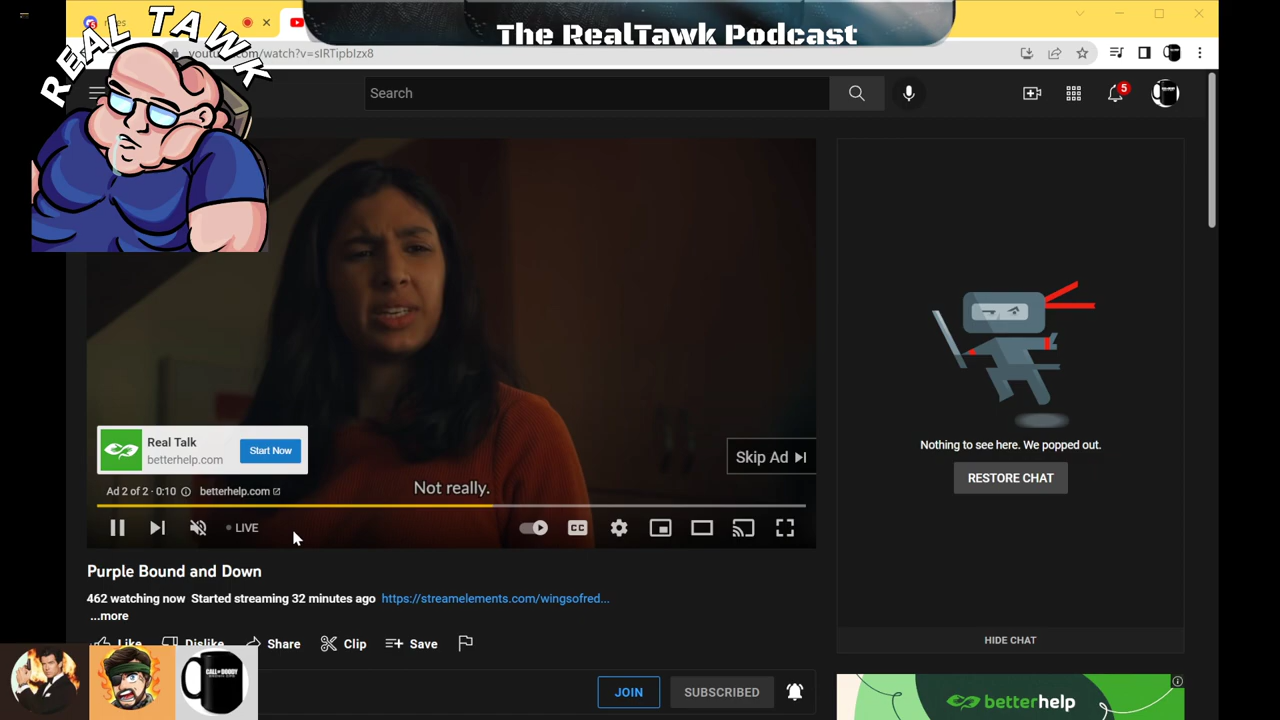 The RealTawk Podcast
REAL TAWK
youtu   .com/watch?v=sIRTipbIzx8
Search
5
Real Talk
betterhelp.com
Start Now
Skip Ad
Not really.
Ad 2 of 2 · 0:10
betterhelp.com
LIVE
CC
Nothing to see here. We popped out.
RESTORE CHAT
Purple Bound and Down
462 watching now Started streaming 32 minutes ago https://streamelements.com/wingsofred...
...more
Like
Dislike
Share
Clip
Save
HIDE CHAT
JOIN
SUBSCRIBED
betterhelp